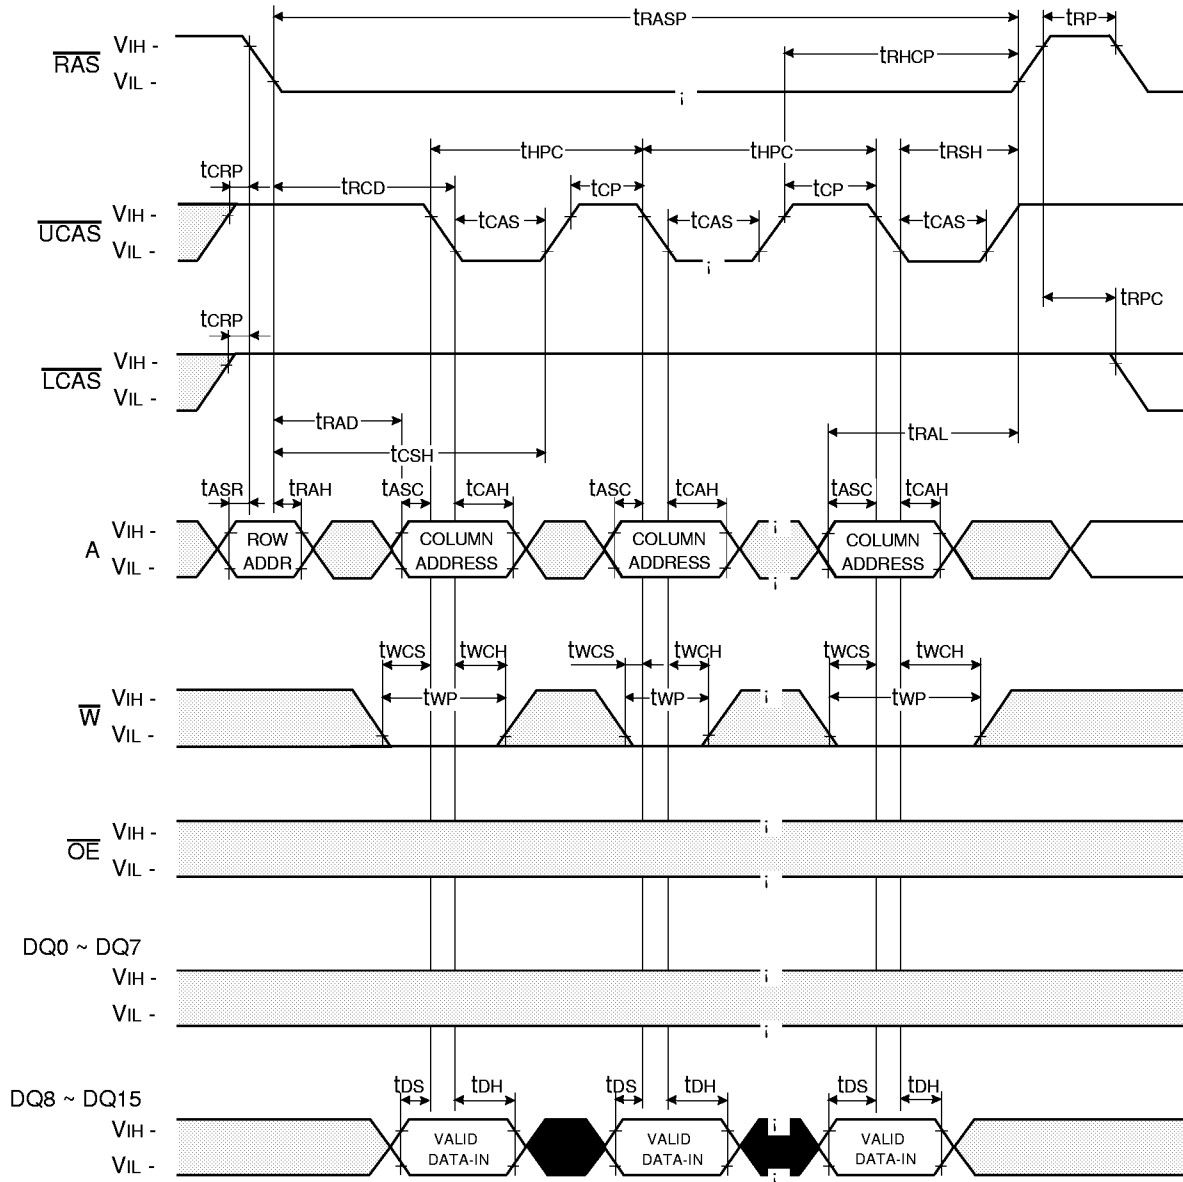 tRASP
tRP
RAS
VIH -
VIL -
tRHCP
tHPC
tHPC
tRSH
tCRP
tRCD
tCP
tCP
UCAS
VIH -
VIL -
tCAS
tCAS
tCAS
tRPC
tCRP
LCAS
VIH -
VIL -
tRAD
tRAL
tCSH
tASR
tRAH
tASC
tCAH
tASC
tCAH
tASC
tCAH
A
VIH -
VIL -
ROW
ADDR
COLUMN
ADDRESS
COLUMN
ADDRESS
COLUMN
ADDRESS
tWCS
tWCH
tWCS
tWCH
tWCS
tWCH
W
VIH -
VIL -
tWP
tWP
tWP
OE
VIH -
VIL -
DQ0 ~ DQ7
VIH -
VIL -
DQ8 ~ DQ15
tDS
tDH
tDS
tDH
tDS
tDH
VIH -
VIL -
VALID
DATA-IN
VALID
DATA-IN
VALID
DATA-IN